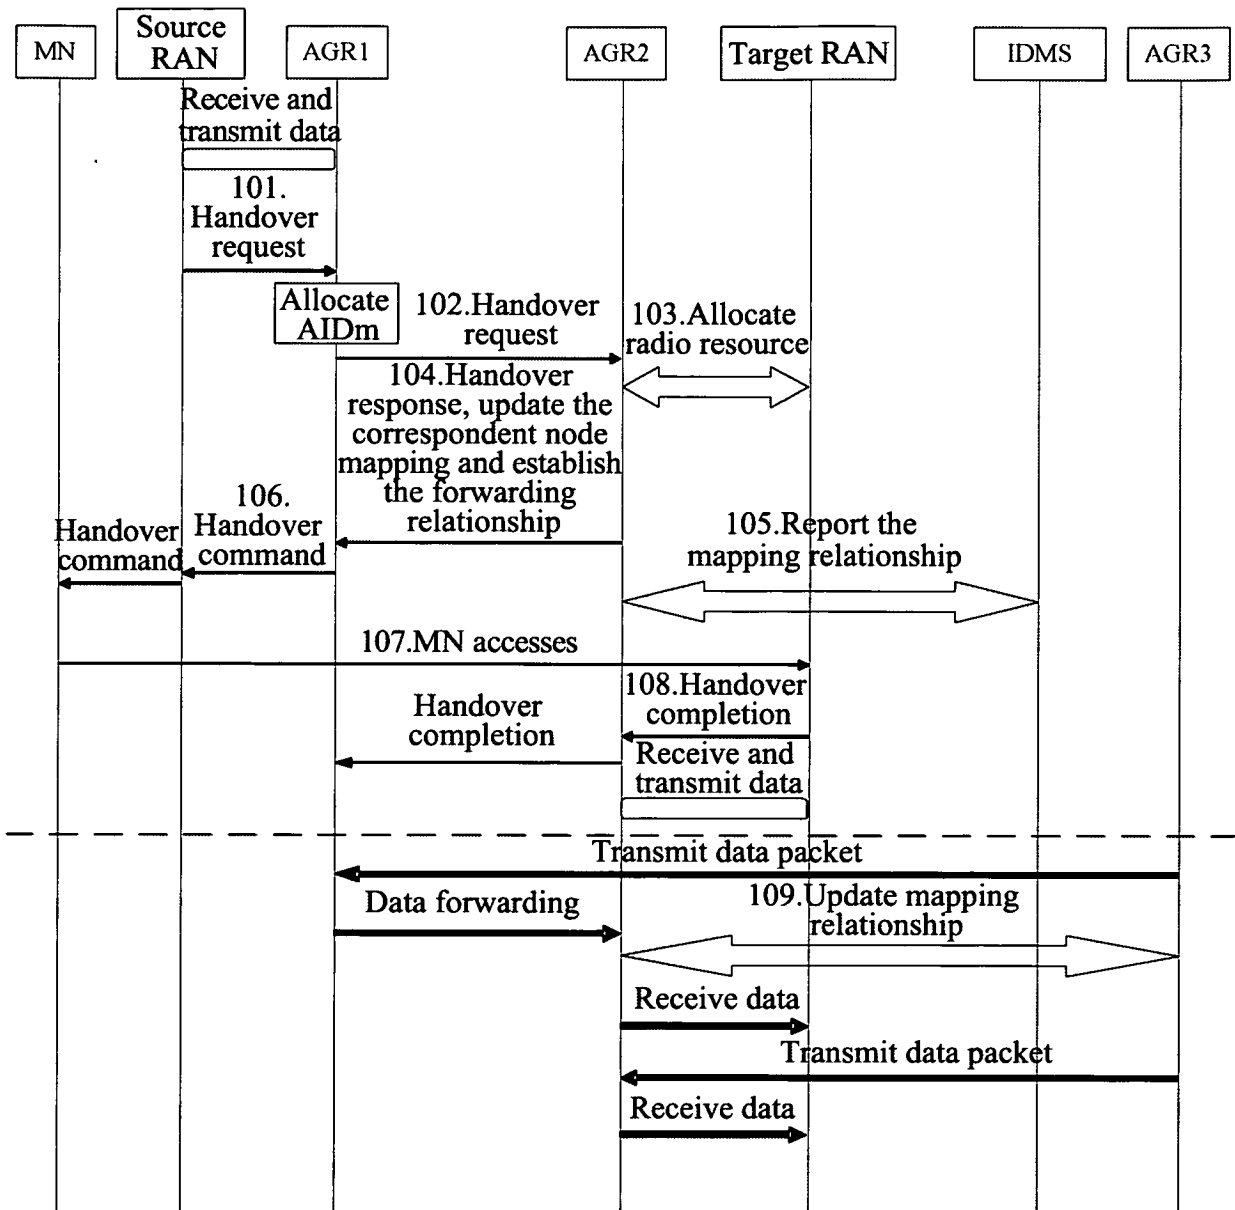 MN
Source
RAN
AGR1
AGR2
Target RAN
IDMS
AGR3
Receive and
transmit data
101.
Handover
request
Allocate
AIDm
102.Handover
request
103.Allocate
radio resource
104.Handover
response, update the
correspondent node
mapping and establish
the forwarding
relationship
105.Report the
mapping relationship
106.
Handover
command
Handover
command
107.MN accesses
108.Handover
completion
Handover
completion
Receive and
transmit data
Transmit data packet
Data forwarding
109.Update mapping
relationship
Receive data
Transmit data packet
Receive data